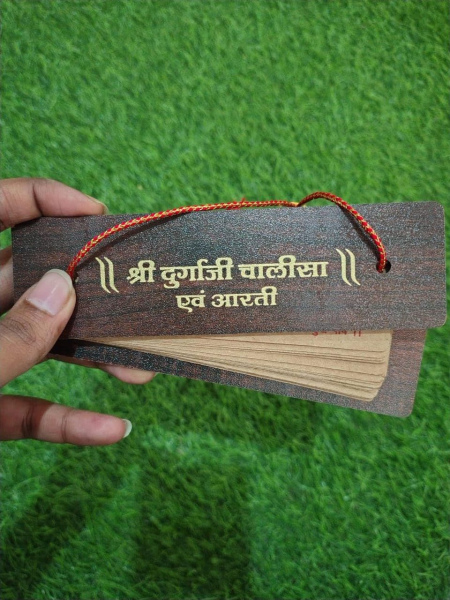 ॥ श्री दुर्गाजी चालीसा ॥
एवं आरती